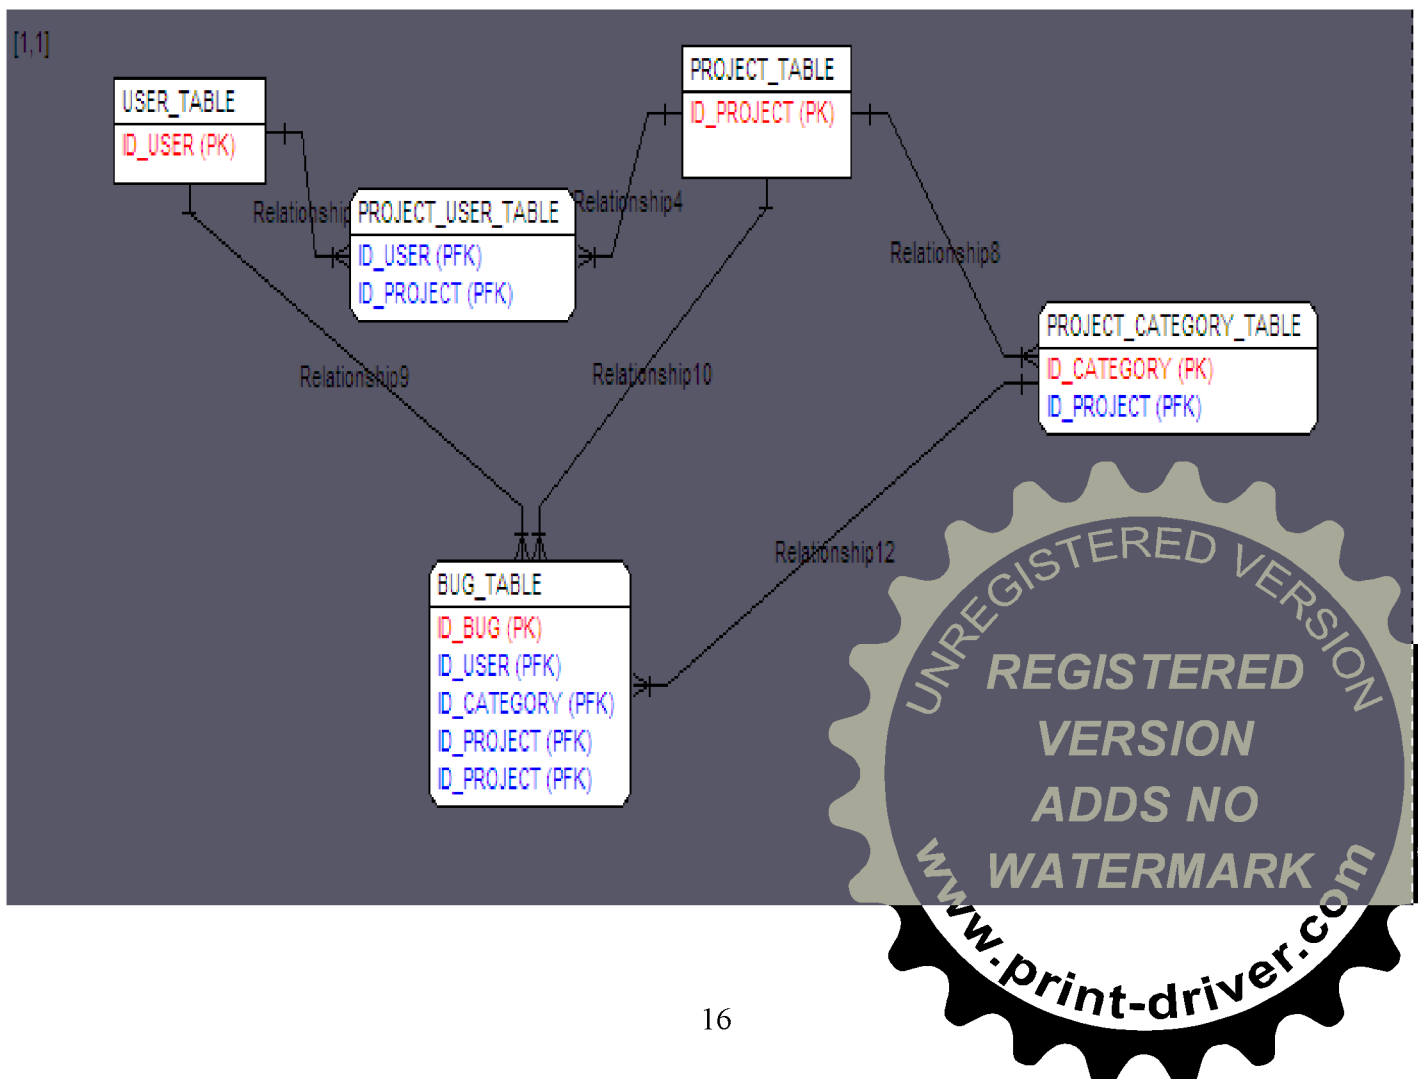 [1,1]
USER_TABLE
ID_USER (PK)
PROJECT_TABLE
ID_PROJECT (PK)
Relationship
PROJECT_USER_TABLE
ID_USER (PFK)
ID_PROJECT (PFK)
Relationship4
Relationship8
PROJECT_CATEGORY_TABLE
ID_CATEGORY (PK)
ID_PROJECT (PFK)
Relationship9
Relationship10
Relationship12
BUG_TABLE
ID_BUG (PK)
ID_USER (PFK)
ID_CATEGORY (PFK)
ID_PROJECT (PFK)
ID_PROJECT (PFK)
UNREGISTERED VERSION
REGISTERED
VERSION
ADDS NO
WATERMARK
www.print-driver.com
16